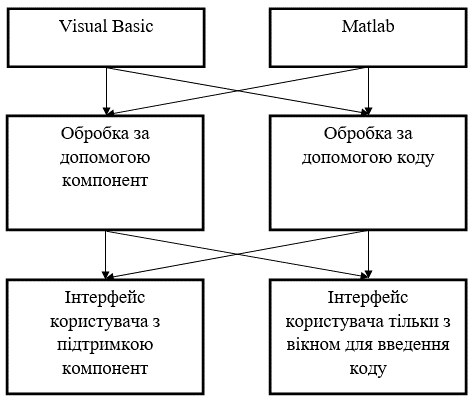 Visual Basic
Matlab
Обробка за
допомогою
компонент
Обробка за
допомогою коду
Інтерфейс
користувача з
підтримкою
компонент
Інтерфейс
користувача тільки з
вікном для введення
коду